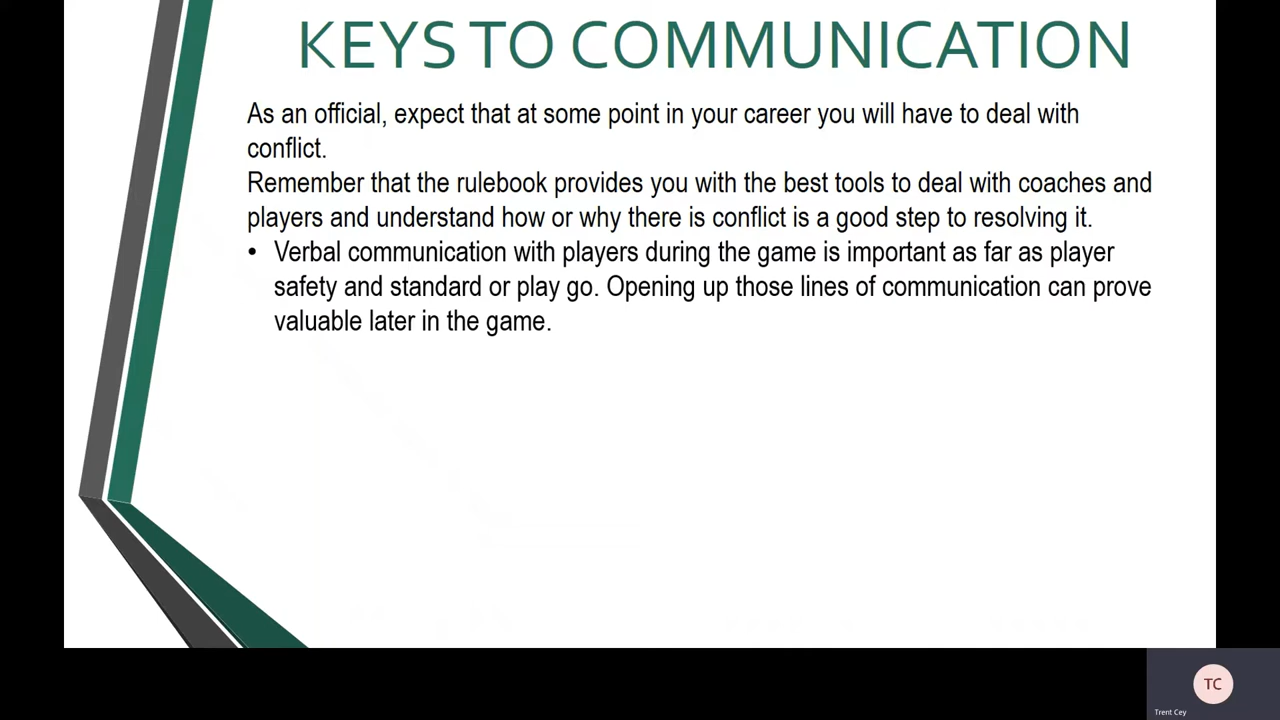 KEYS TO COMMUNICATION
As an official, expect that at some point in your career you will have to deal with
conflict.
Remember that the rulebook provides you with the best tools to deal with coaches and
players and understand how or why there is conflict is a good step to resolving it.
• Verbal communication with players during the game is important as far as player
safety and standard or play go. Opening up those lines of communication can prove
valuable later in the game.
TC
Trent Cey